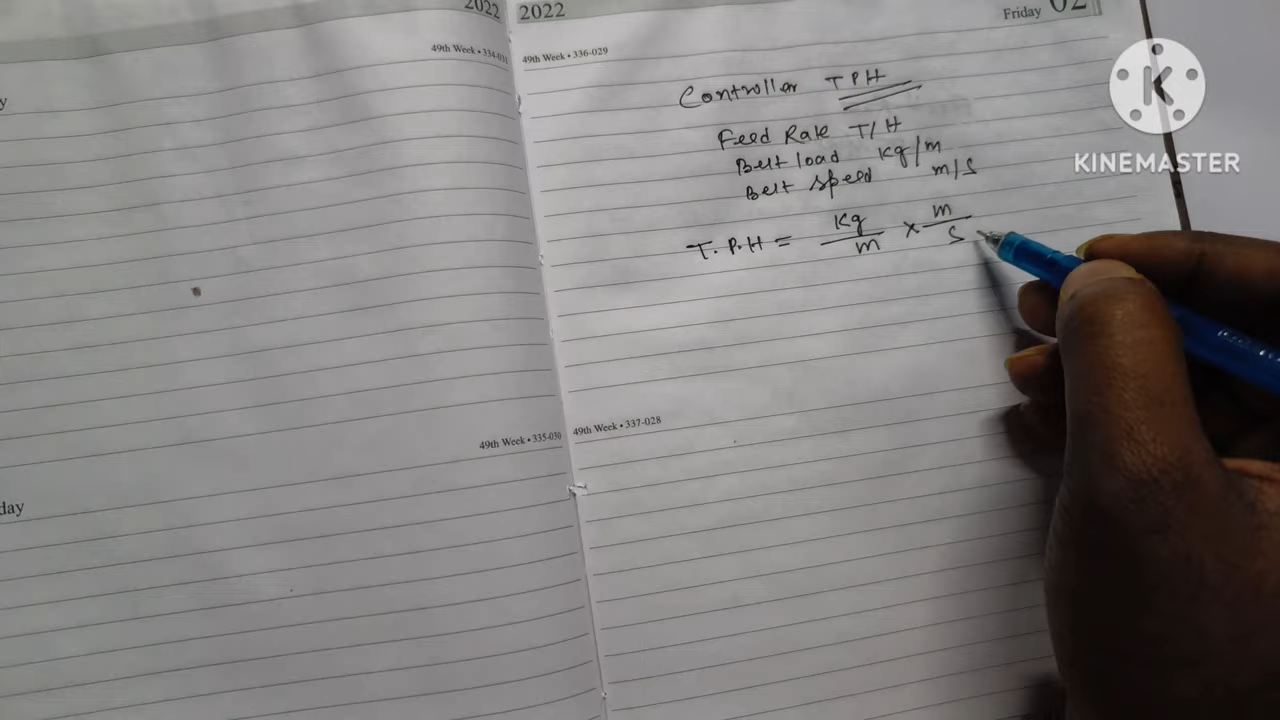 2022
2022
Friday 02
49th Week • 334-031
49th Week • 336-029
Controller TPH
Feed Rate T/H
Belt load Kg/m
Belt speed m/s
T.P.H = Kg/m × m/s
49th Week • 335-030
49th Week • 337-028
day
KINEMASTER